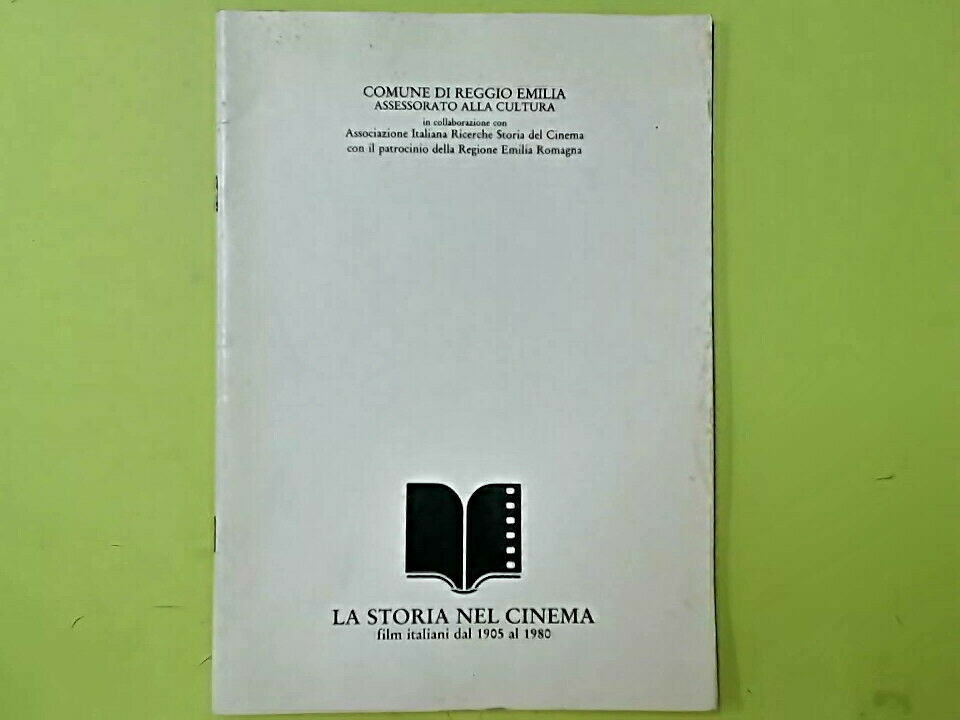 COMUNE DI REGGIO EMILIA
ASSESSORATO ALLA CULTURA
in collaborazione con
Associazione Italiana Ricerche Storia del Cinema
con il patrocinio della Regione Emilia Romagna
LA STORIA NEL CINEMA
film italiani dal 1905 al 1980